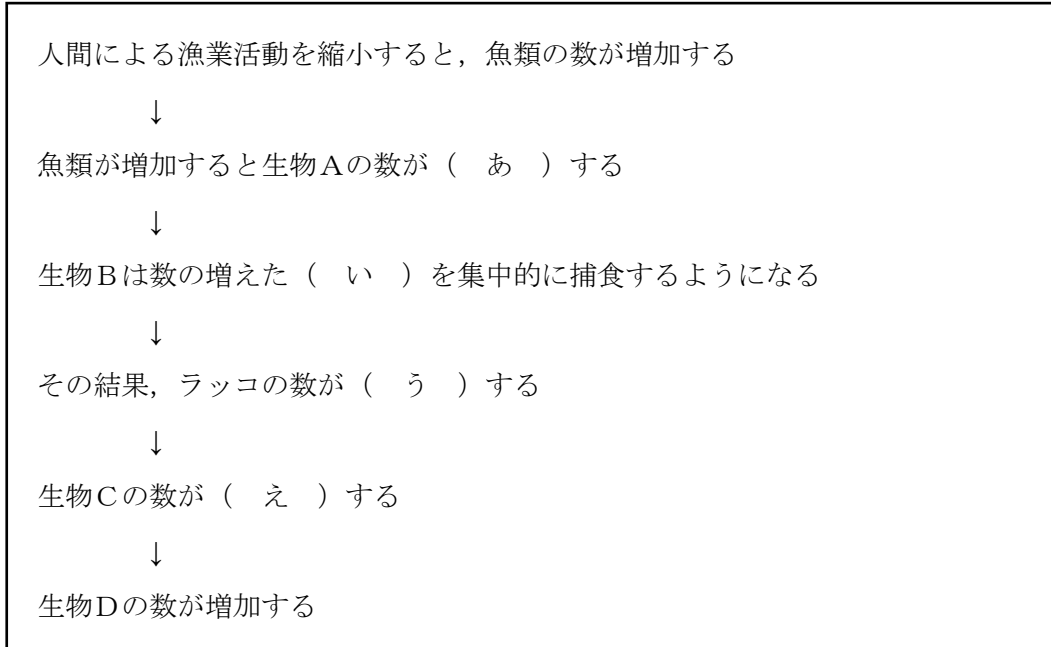 人間による漁業活動を縮小すると，魚類の数が増加する
↓
魚類が増加すると生物Ａの数が（　あ　）する
↓
生物Ｂは数の増えた（　い　）を集中的に捕食するようになる
↓
その結果，ラッコの数が（　う　）する
↓
生物Ｃの数が（　え　）する
↓
生物Ｄの数が増加する